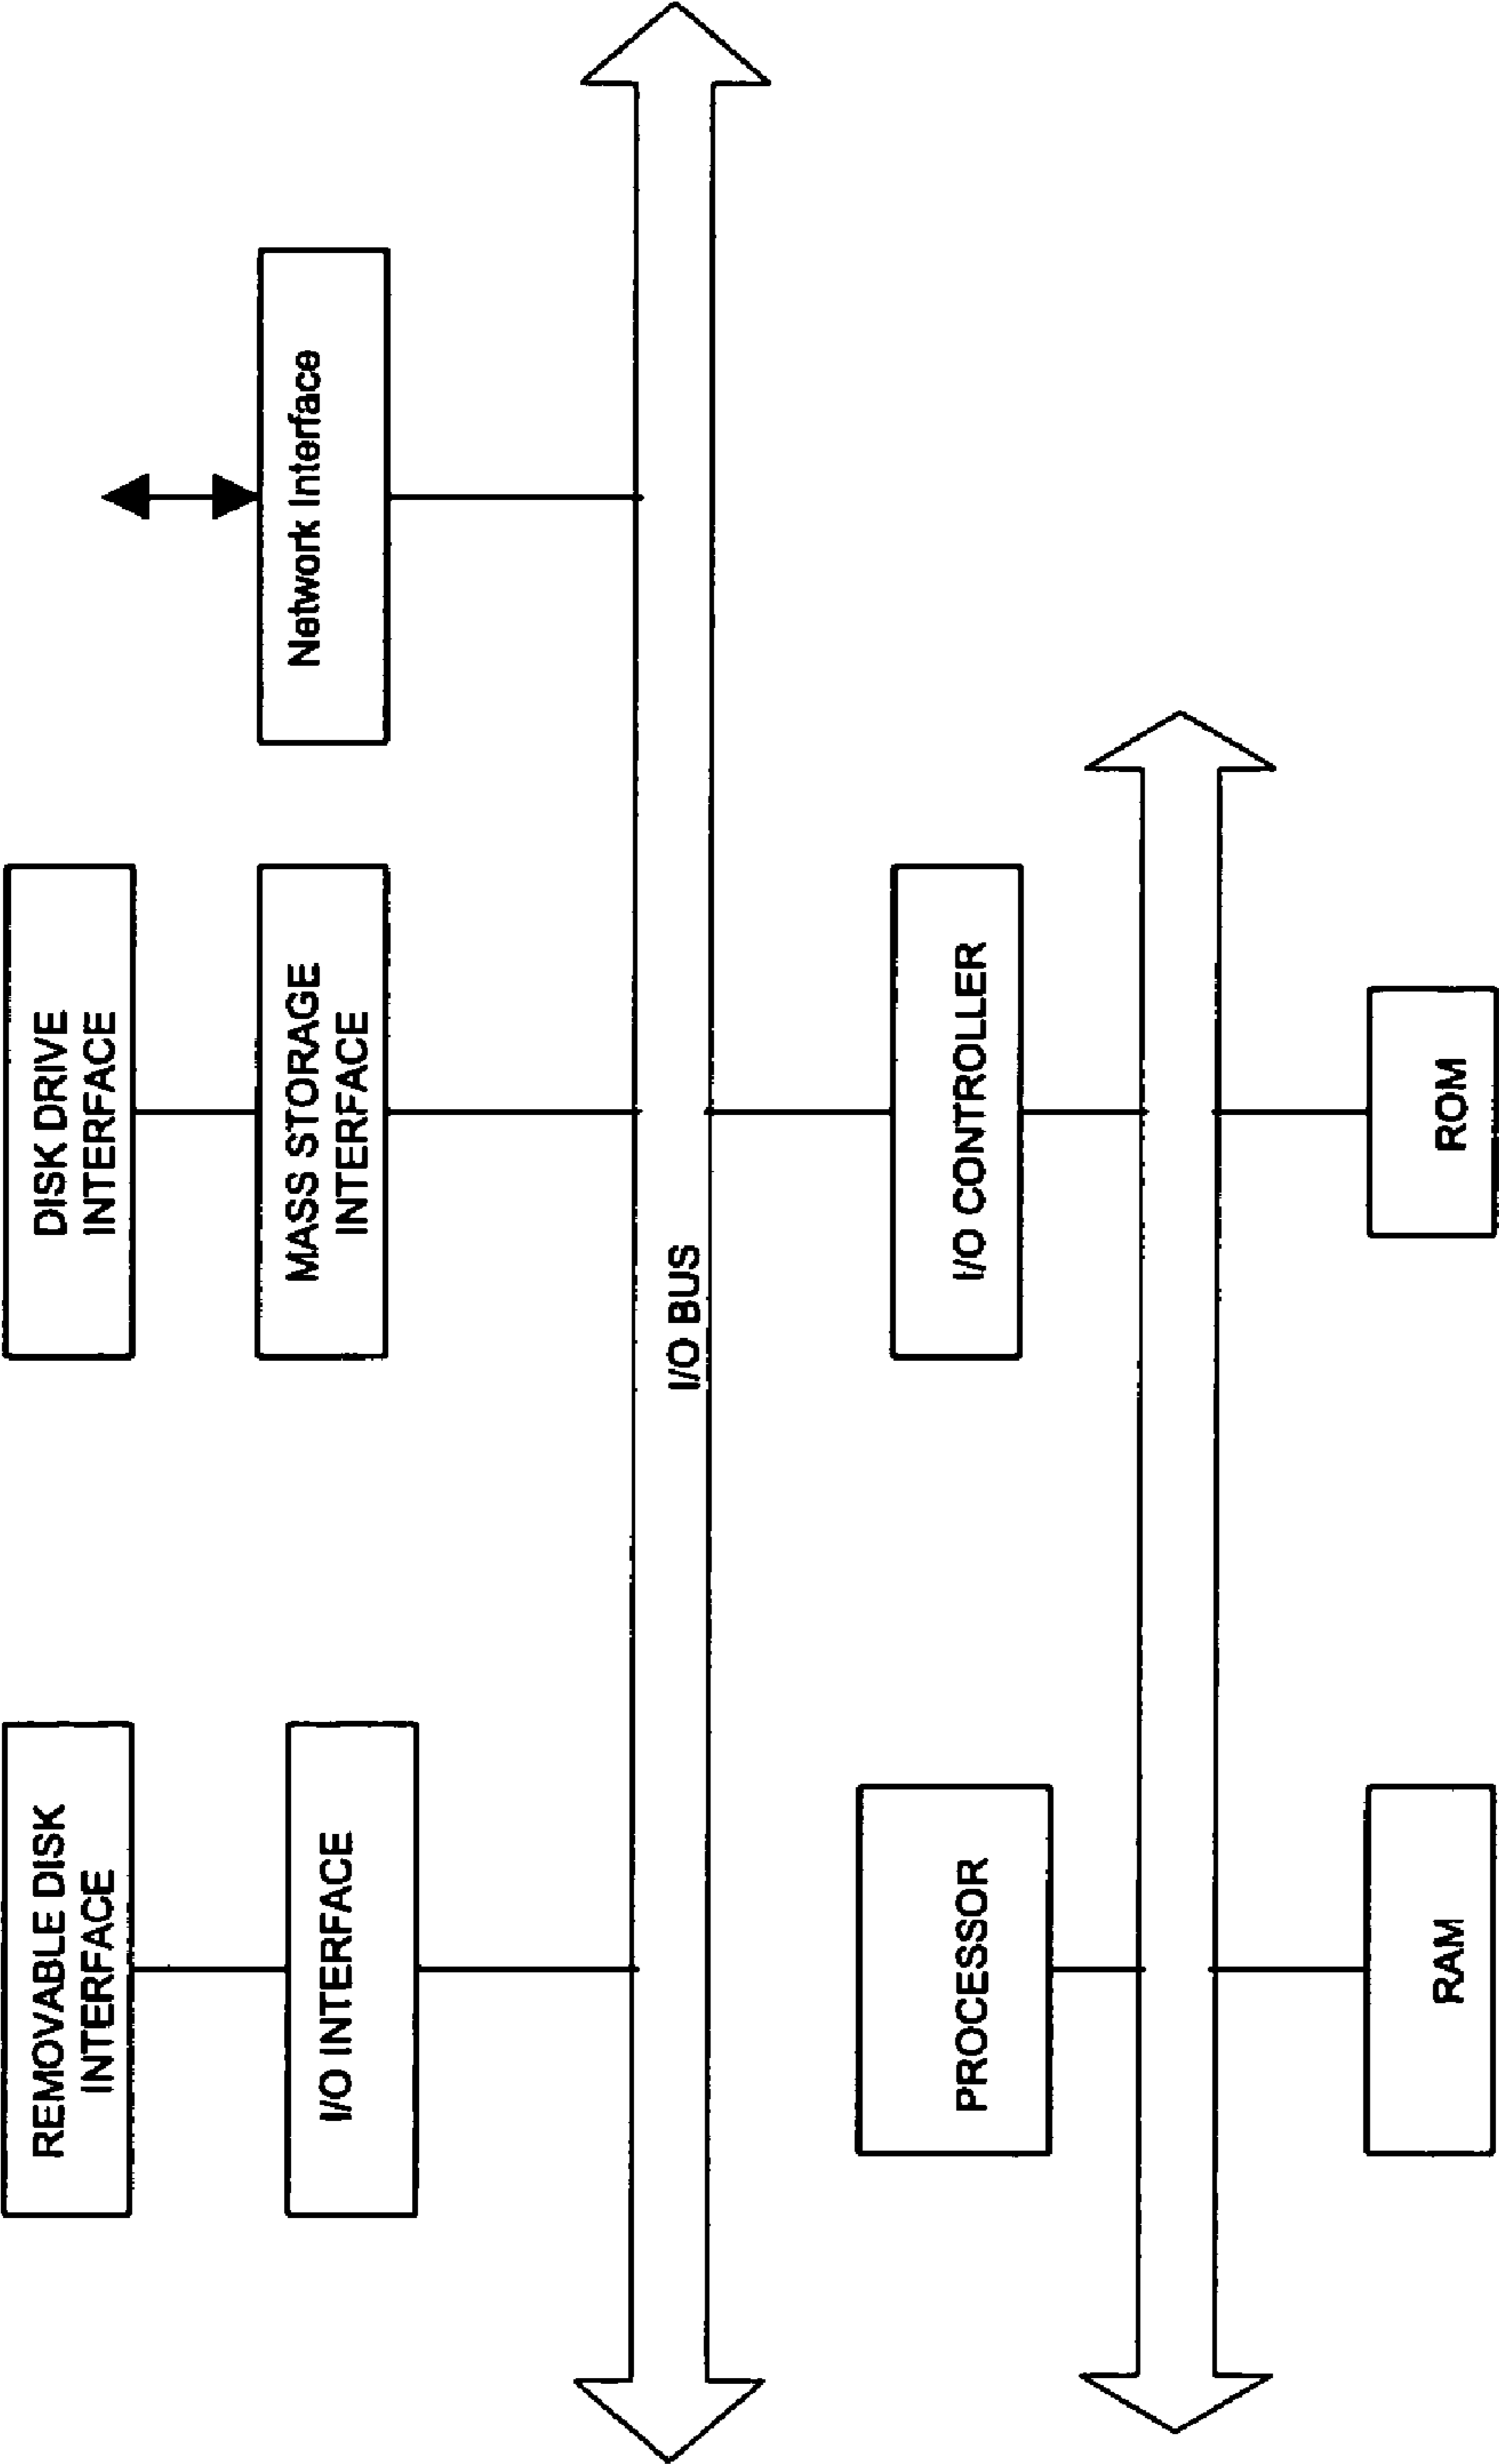 REMOVABLE DISK
INTERFACE
DISK DRIVE
INTERFACE
I/O INTERFACE
MASS STORAGE
INTERFACE
Network Interface
I/O BUS
PROCESSOR
I/O CONTROLLER
RAM
ROM